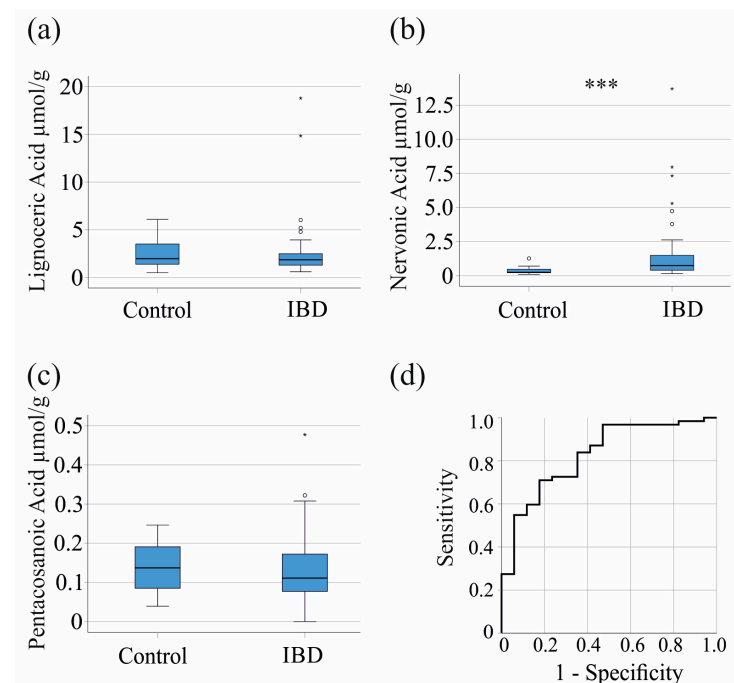 (a)
Lignoceric Acid µmol/g
20
15
10
5
0
Control
IBD
(b)
Nervonic Acid µmol/g
***
12.5
10.0
7.5
5.0
2.5
0
Control
IBD
(c)
Pentacosanoic Acid µmol/g
0.5
0.4
0.3
0.2
0.1
0
Control
IBD
(d)
Sensitivity
1.0
0.8
0.6
0.4
0.2
0
0 0.2 0.4 0.6 0.8 1.0
1 - Specificity